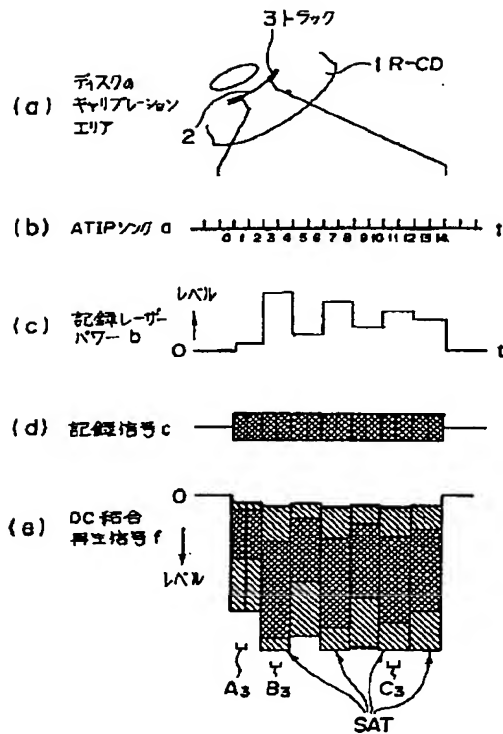 3トラック
1 R-CD
(a) ディスクの
キャリブレーション
エリア
2
(b) ATIPシンク a
0 1 2 3 4 5 6 7 8 9 10 11 12 13 14
t
(c) 記録レーザー
パワー b
レベル
0
t
(d) 記録信号 c
0
(e) DC結合
再生信号 f
レベル
A3
B3
C3
SAT